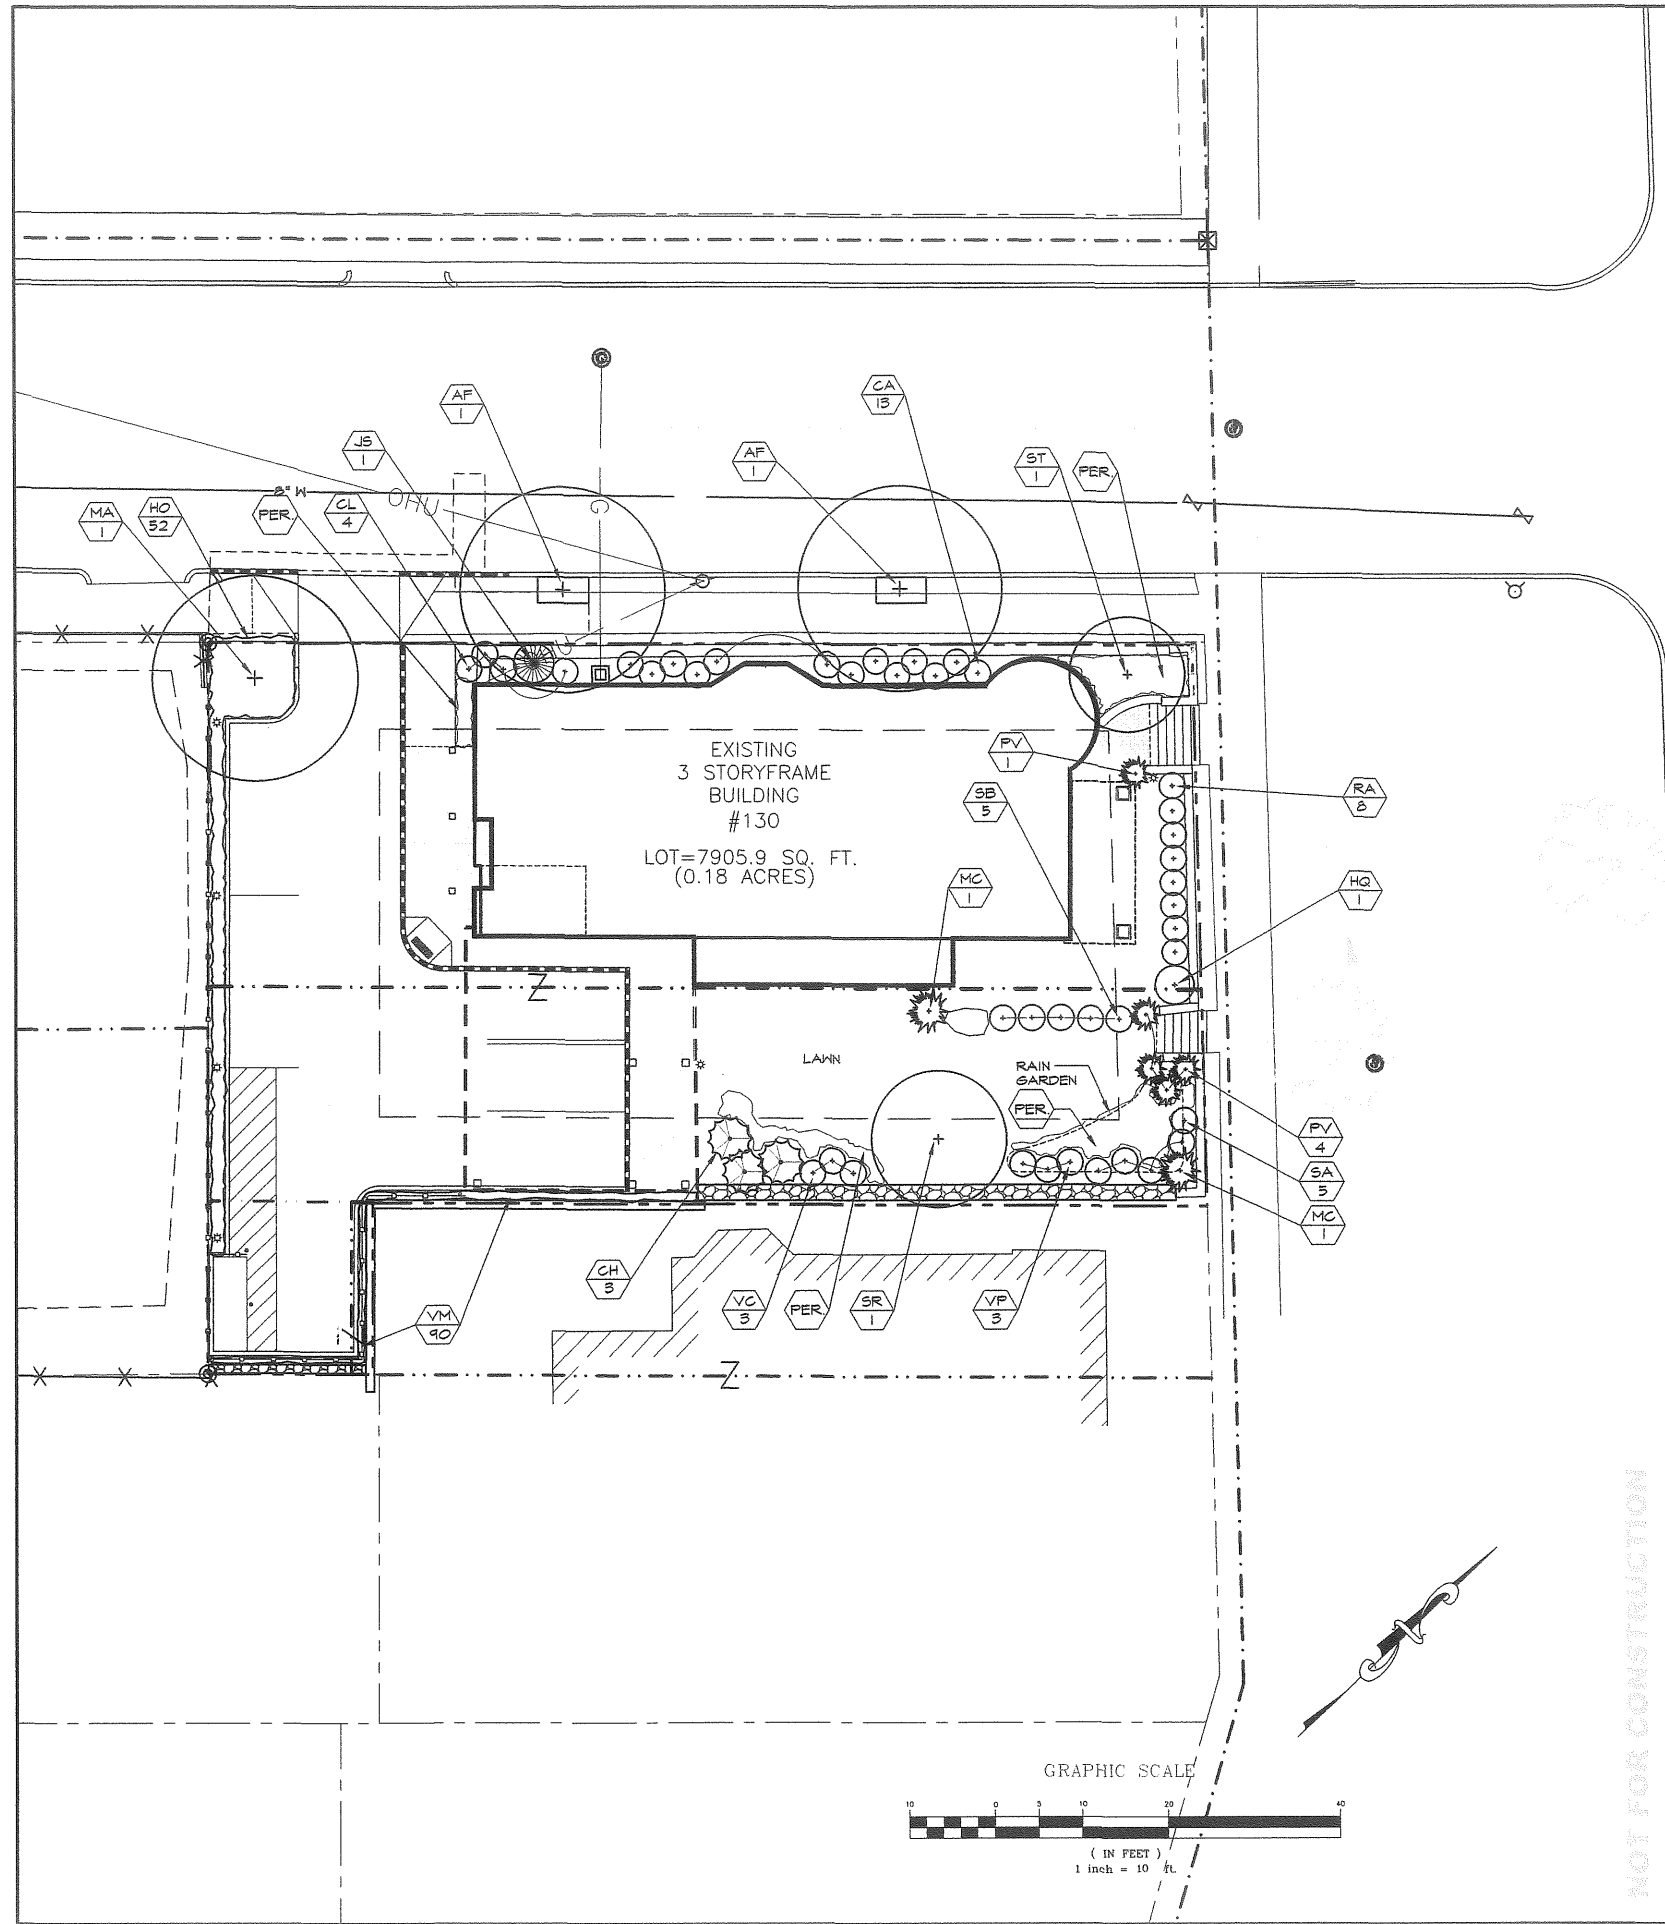 AF
1
CA
13
JS
1
AF
1
ST
1
PER.
8" W
OHU
G
MA
1
HO
52
PER.
CL
4
EXISTING
3 STORYFRAME
BUILDING
#130
LOT=7905.9 SQ. FT.
(0.18 ACRES)
PV
1
SB
5
RA
8
MC
1
HQ
1
Z
LAWN
RAIN
GARDEN
PER.
PV
4
SA
5
MC
1
CH
3
VC
3
PER.
SR
1
VP
3
VM
90
Z
GRAPHIC SCALE
10 0 5 10 20 40
( IN FEET )
1 inch = 10 ft.
NOT FOR CONSTRUCTION